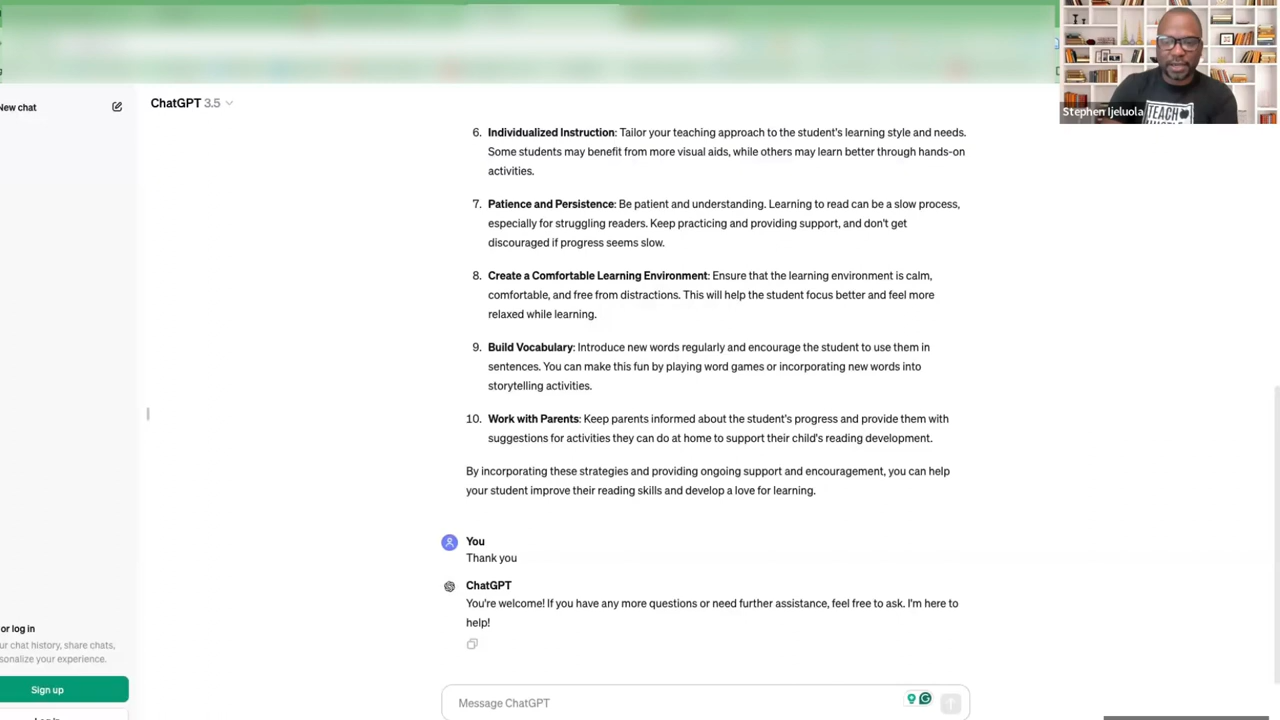 New chat
ChatGPT 3.5
Stephen Ijeluola
TEACH
6. Individualized Instruction: Tailor your teaching approach to the student's learning style and needs.
Some students may benefit from more visual aids, while others may learn better through hands-on
activities.
7. Patience and Persistence: Be patient and understanding. Learning to read can be a slow process,
especially for struggling readers. Keep practicing and providing support, and don't get
discouraged if progress seems slow.
8. Create a Comfortable Learning Environment: Ensure that the learning environment is calm,
comfortable, and free from distractions. This will help the student focus better and feel more
relaxed while learning.
9. Build Vocabulary: Introduce new words regularly and encourage the student to use them in
sentences. You can make this fun by playing word games or incorporating new words into
storytelling activities.
10. Work with Parents: Keep parents informed about the student's progress and provide them with
suggestions for activities they can do at home to support their child's reading development.
By incorporating these strategies and providing ongoing support and encouragement, you can help
your student improve their reading skills and develop a love for learning.
You
Thank you
ChatGPT
You're welcome! If you have any more questions or need further assistance, feel free to ask. I'm here to
help!
or log in
ur chat history, share chats,
sonalize your experience.
Sign up
Message ChatGPT